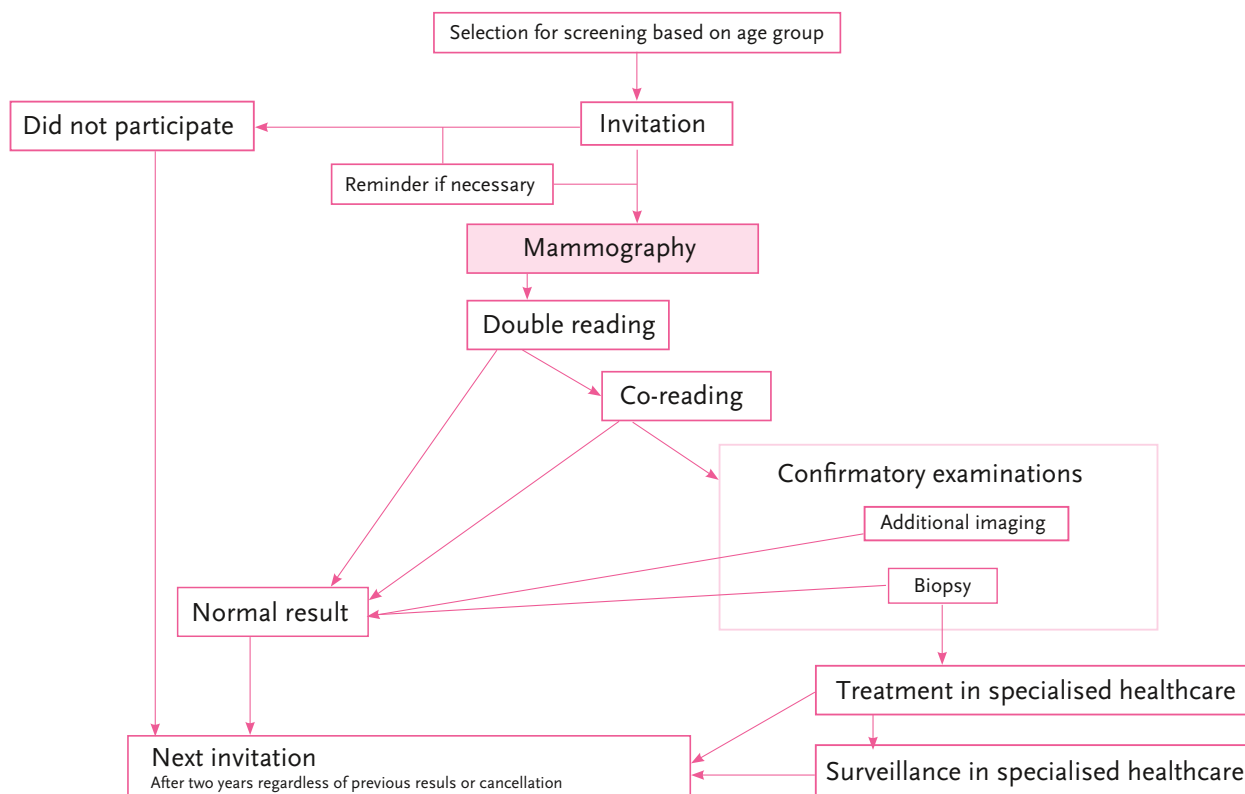 Selection for screening based on age group
Did not participate
Invitation
Reminder if necessary
Mammography
Double reading
Co-reading
Confirmatory examinations
Additional imaging
Biopsy
Normal result
Treatment in specialised healthcare
Next invitation
After two years regardless of previous resuls or cancellation
Surveillance in specialised healthcare